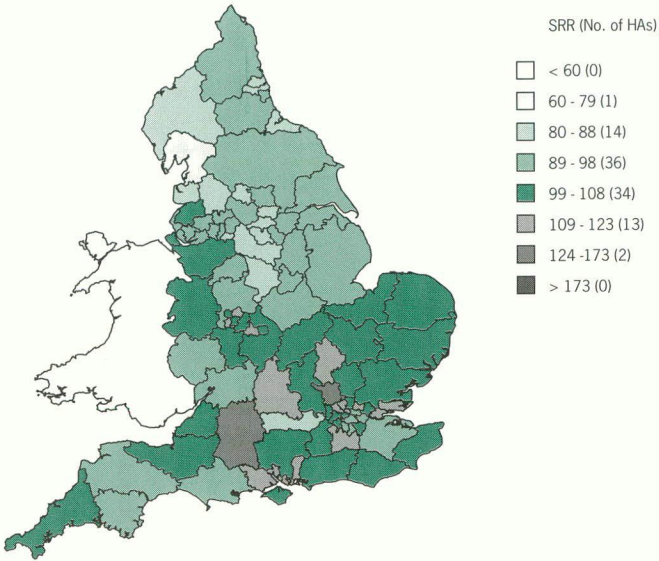 SRR (No. of HAs)
< 60 (0)
60 - 79 (1)
80 - 88 (14)
89 - 98 (36)
99 - 108 (34)
109 - 123 (13)
124 -173 (2)
> 173 (0)